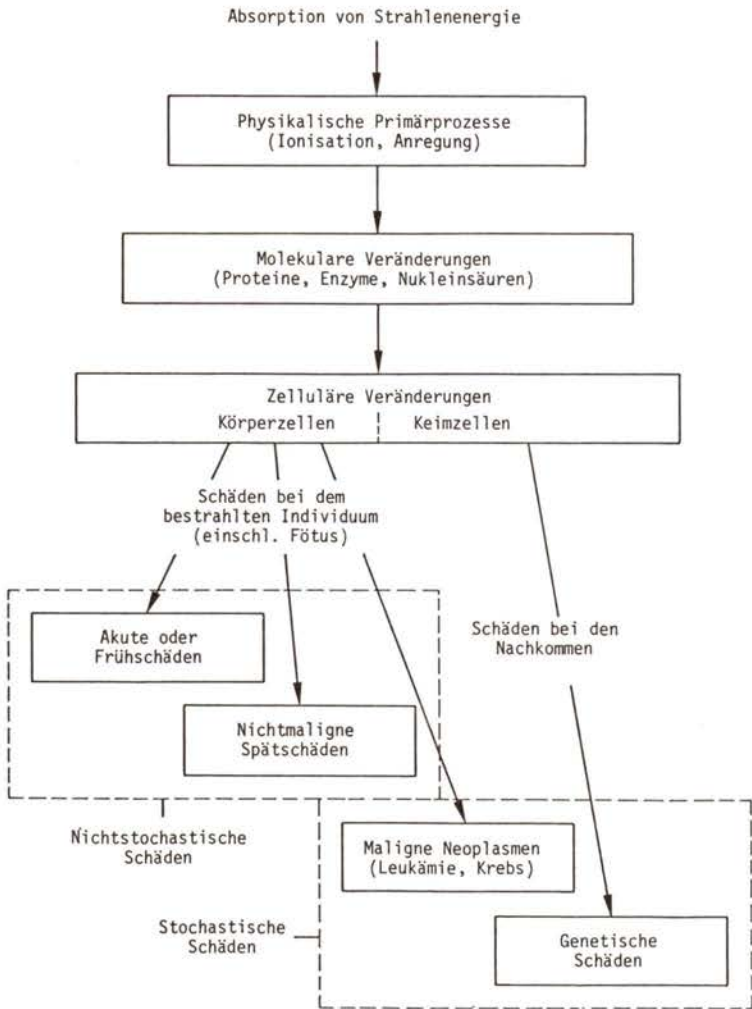 Absorption von Strahlenenergie
Physikalische Primärprozesse
(Ionisation, Anregung)
Molekulare Veränderungen
(Proteine, Enzyme, Nukleinsäuren)
Zelluläre Veränderungen
Körperzellen
Keimzellen
Schäden bei dem
bestrahlten Individuum
(einschl. Fötus)
Akute oder
Frühschäden
Schäden bei den
Nachkommen
Nichtmaligne
Spätschäden
Nichtstochastische
Schäden
Maligne Neoplasmen
(Leukämie, Krebs)
Stochastische
Schäden
Genetische
Schäden